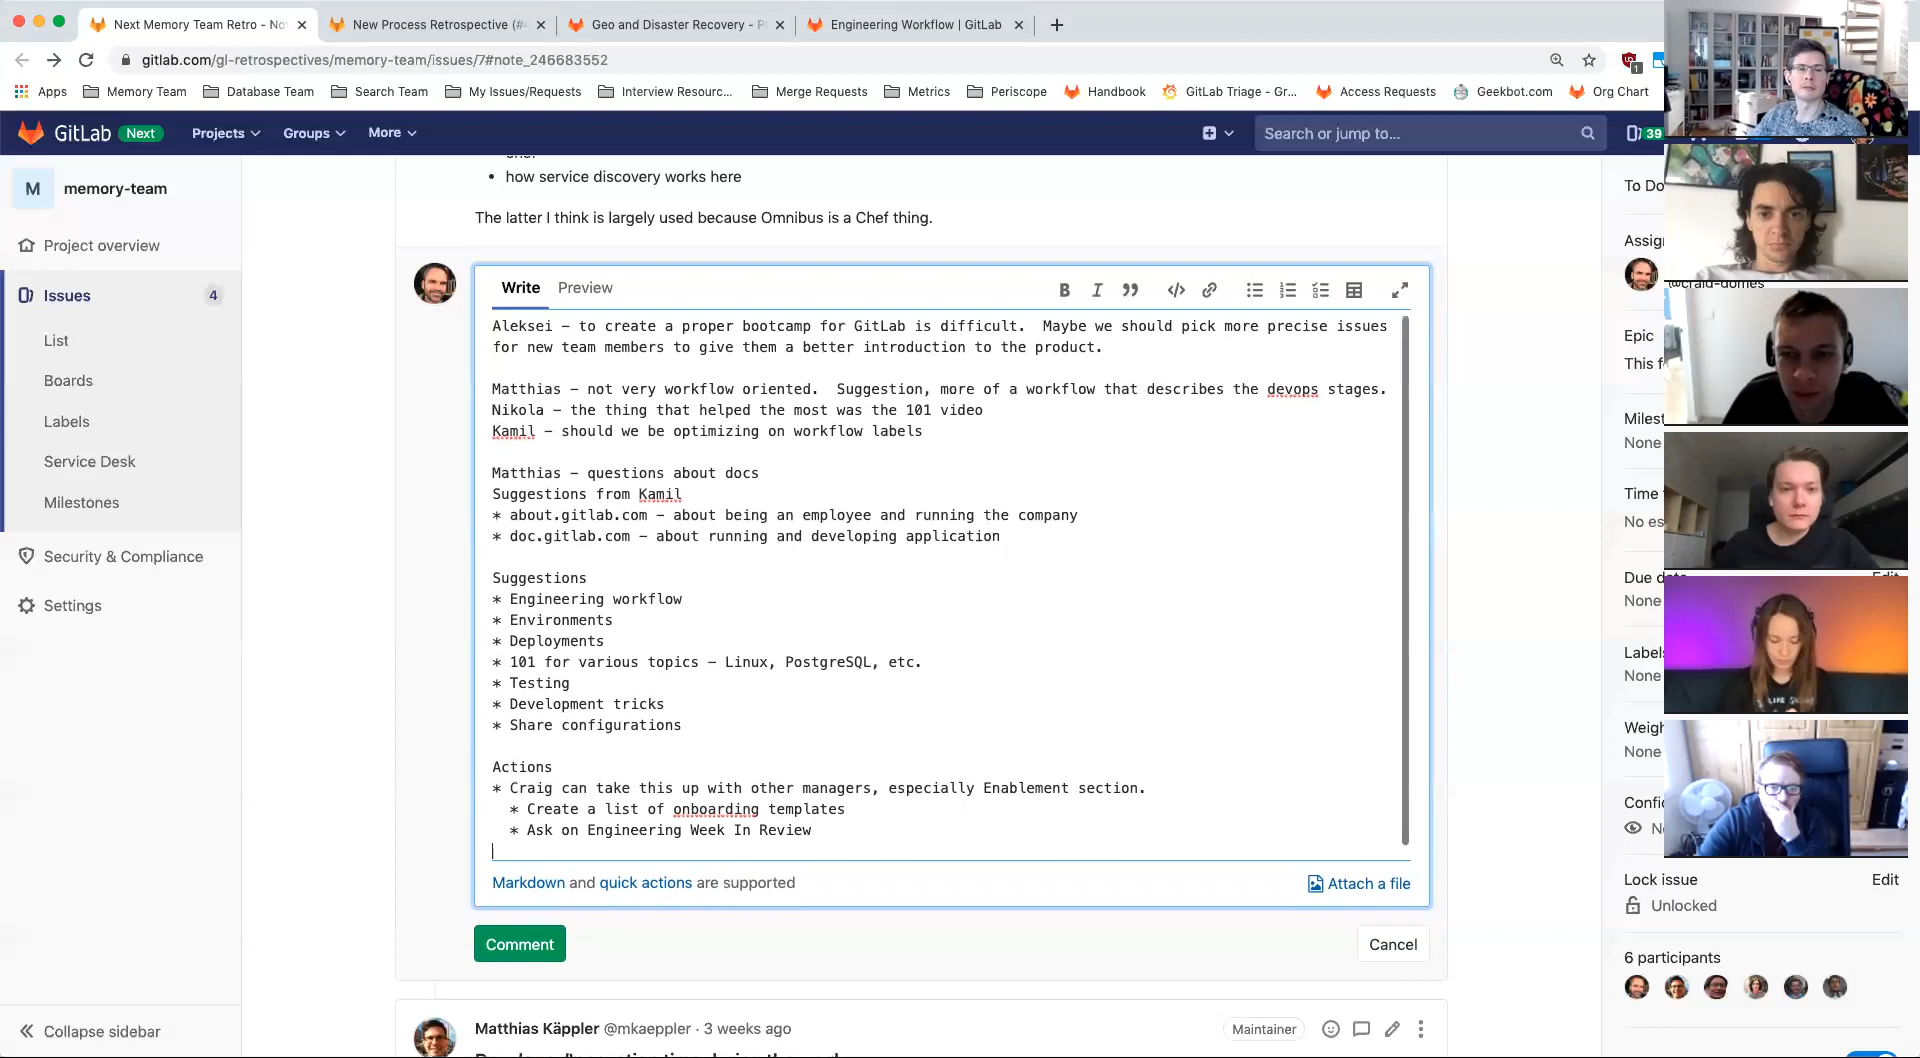 Next Memory Team Retro - No
New Process Retrospective (#
Geo and Disaster Recovery - P
Engineering Workflow | GitLab
gitlab.com/gl-retrospectives/memory-team/issues/7#note_246683552
1
Apps
Memory Team
Database Team
Search Team
My Issues/Requests
Interview Resourc...
Merge Requests
Metrics
Periscope
Handbook
GitLab Triage - Gr...
Access Requests
Geekbot.com
Org Chart
GitLab Next
Projects
Groups
More
Search or jump to...
39
M memory-team
Project overview
Issues 4
List
Boards
Labels
Service Desk
Milestones
Security & Compliance
Settings
Collapse sidebar
• how service discovery works here
The latter I think is largely used because Omnibus is a Chef thing.
Write Preview
Aleksei – to create a proper bootcamp for GitLab is difficult.  Maybe we should pick more precise issues
for new team members to give them a better introduction to the product.
Matthias – not very workflow oriented.  Suggestion, more of a workflow that describes the devops stages.
Nikola – the thing that helped the most was the 101 video
Kamil – should we be optimizing on workflow labels
Matthias – questions about docs
Suggestions from Kamil
* about.gitlab.com – about being an employee and running the company
* doc.gitlab.com – about running and developing application
Suggestions
* Engineering workflow
* Environments
* Deployments
* 101 for various topics – Linux, PostgreSQL, etc.
* Testing
* Development tricks
* Share configurations
Actions
* Craig can take this up with other managers, especially Enablement section.
* Create a list of onboarding templates
* Ask on Engineering Week In Review
Markdown and quick actions are supported
Attach a file
Comment
Cancel
Matthias Käppler @mkaeppler · 3 weeks ago
Maintainer
To Do
Assig
Epic
This f
Milest
None
Time
No es
Due da
Edit
None
Label
None
Weigh
None
Confid
Lock issue Edit
Unlocked
6 participants